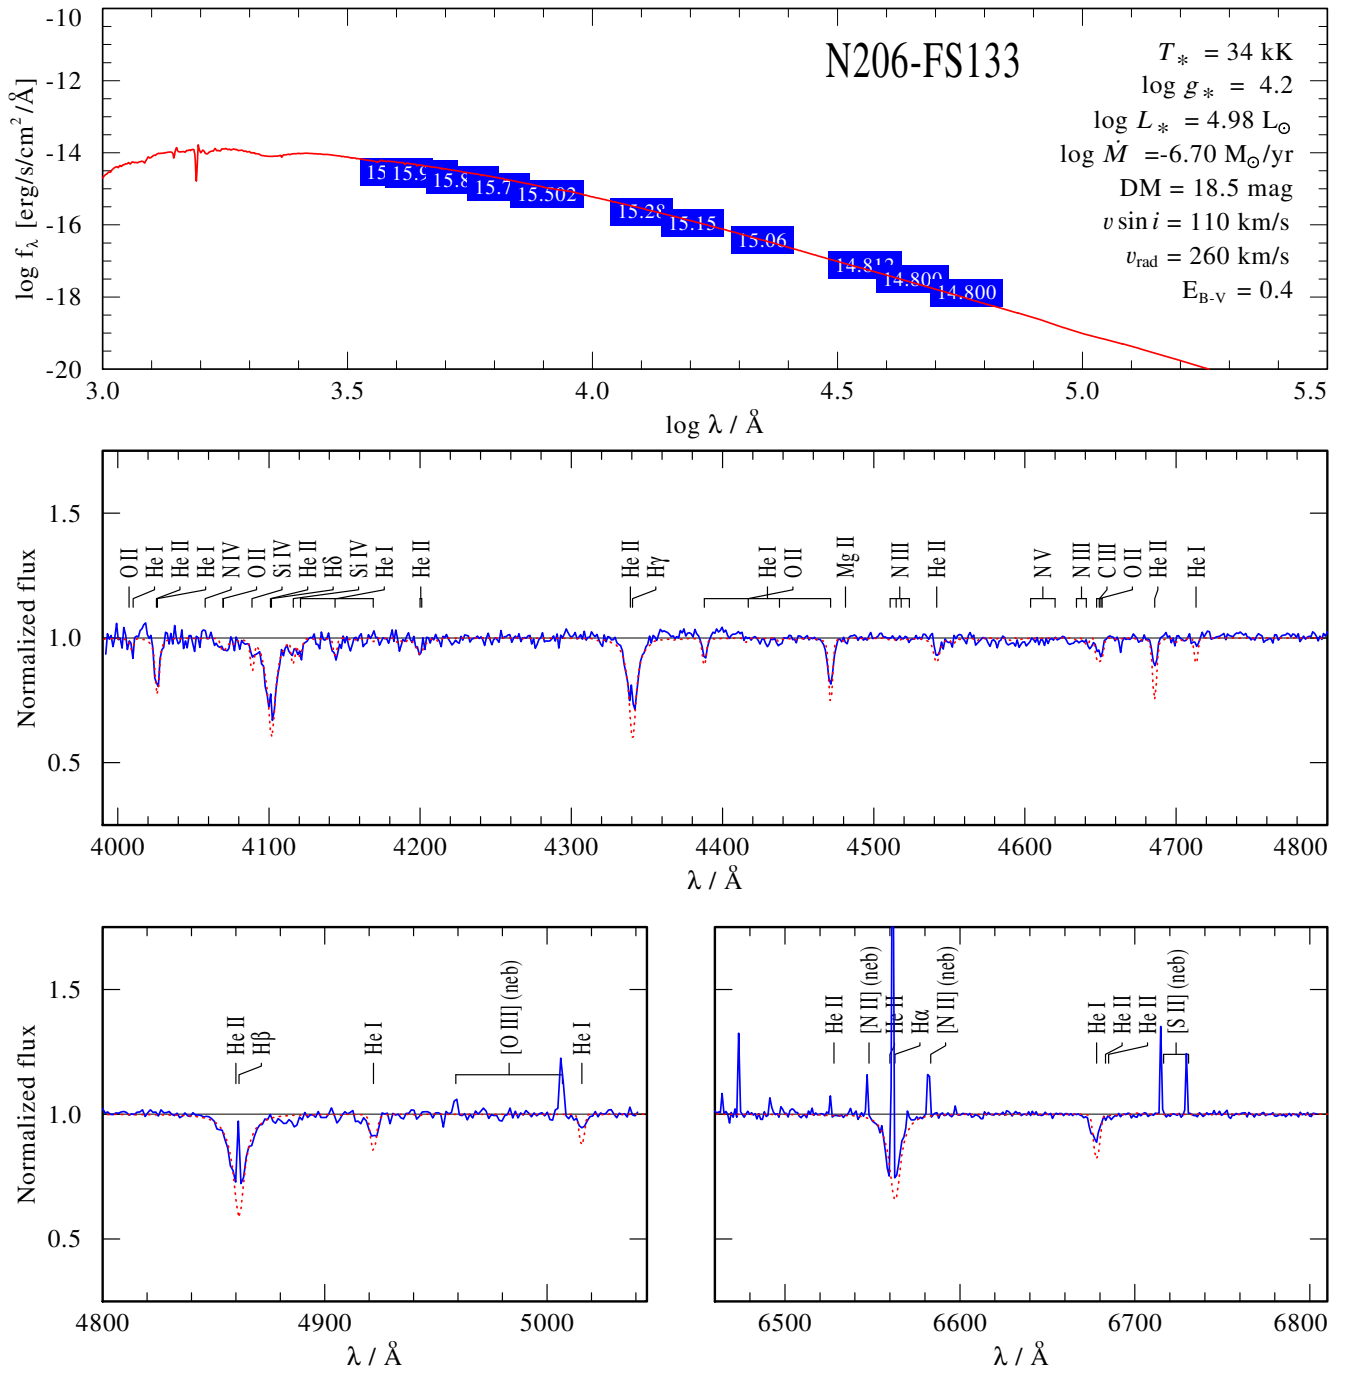 N206-FS133
T* = 34 kK
log g* = 4.2
log L* = 4.98 L⊙
log Ṁ =-6.70 M⊙/yr
DM = 18.5 mag
v sin i = 110 km/s
vrad = 260 km/s
EB-V = 0.4
-10
-12
-14
-16
-18
-20
log fλ [erg/s/cm²/Å]
15.502
15.28
15.15
15.06
14.812
14.800
14.800
3.0 3.5 4.0 4.5 5.0 5.5
log λ / Å
Normalized flux
1.5
1.0
0.5
O II He I He II He I N IV O II Si IV He II Hδ Si IV He I He II He II Hγ He I O II Mg II N III He II N V N III C III O II He II He I
4000 4100 4200 4300 4400 4500 4600 4700 4800
λ / Å
Normalized flux
1.5
1.0
0.5
He II Hβ He I [O III] (neb) He I
4800 4900 5000
λ / Å
He II [N II] (neb) He II Hα [N II] (neb) He I He II He II [S II] (neb)
6500 6600 6700 6800
λ / Å